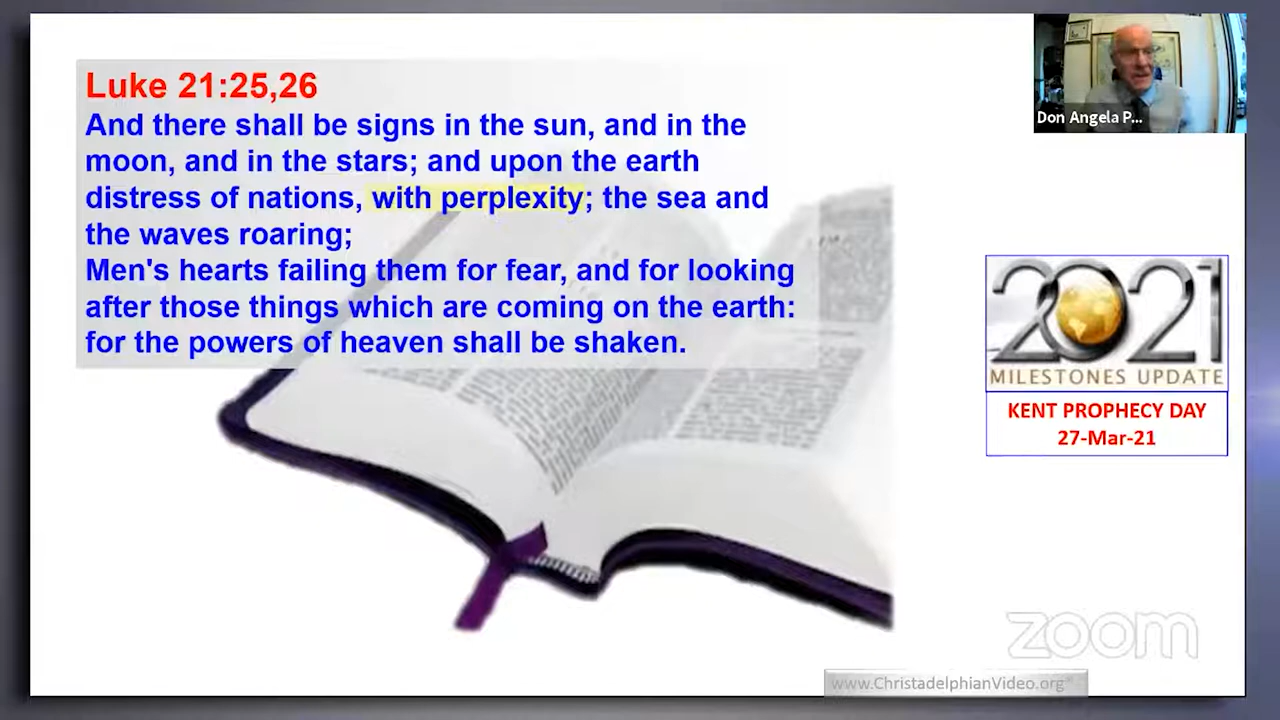 Luke 21:25,26
And there shall be signs in the sun, and in the
moon, and in the stars; and upon the earth
distress of nations, with perplexity; the sea and
the waves roaring;
Men's hearts failing them for fear, and for looking
after those things which are coming on the earth:
for the powers of heaven shall be shaken.
Don Angela P...
2021
MILESTONES UPDATE
KENT PROPHECY DAY
27-Mar-21
zoom
www.ChristadelphianVideo.org